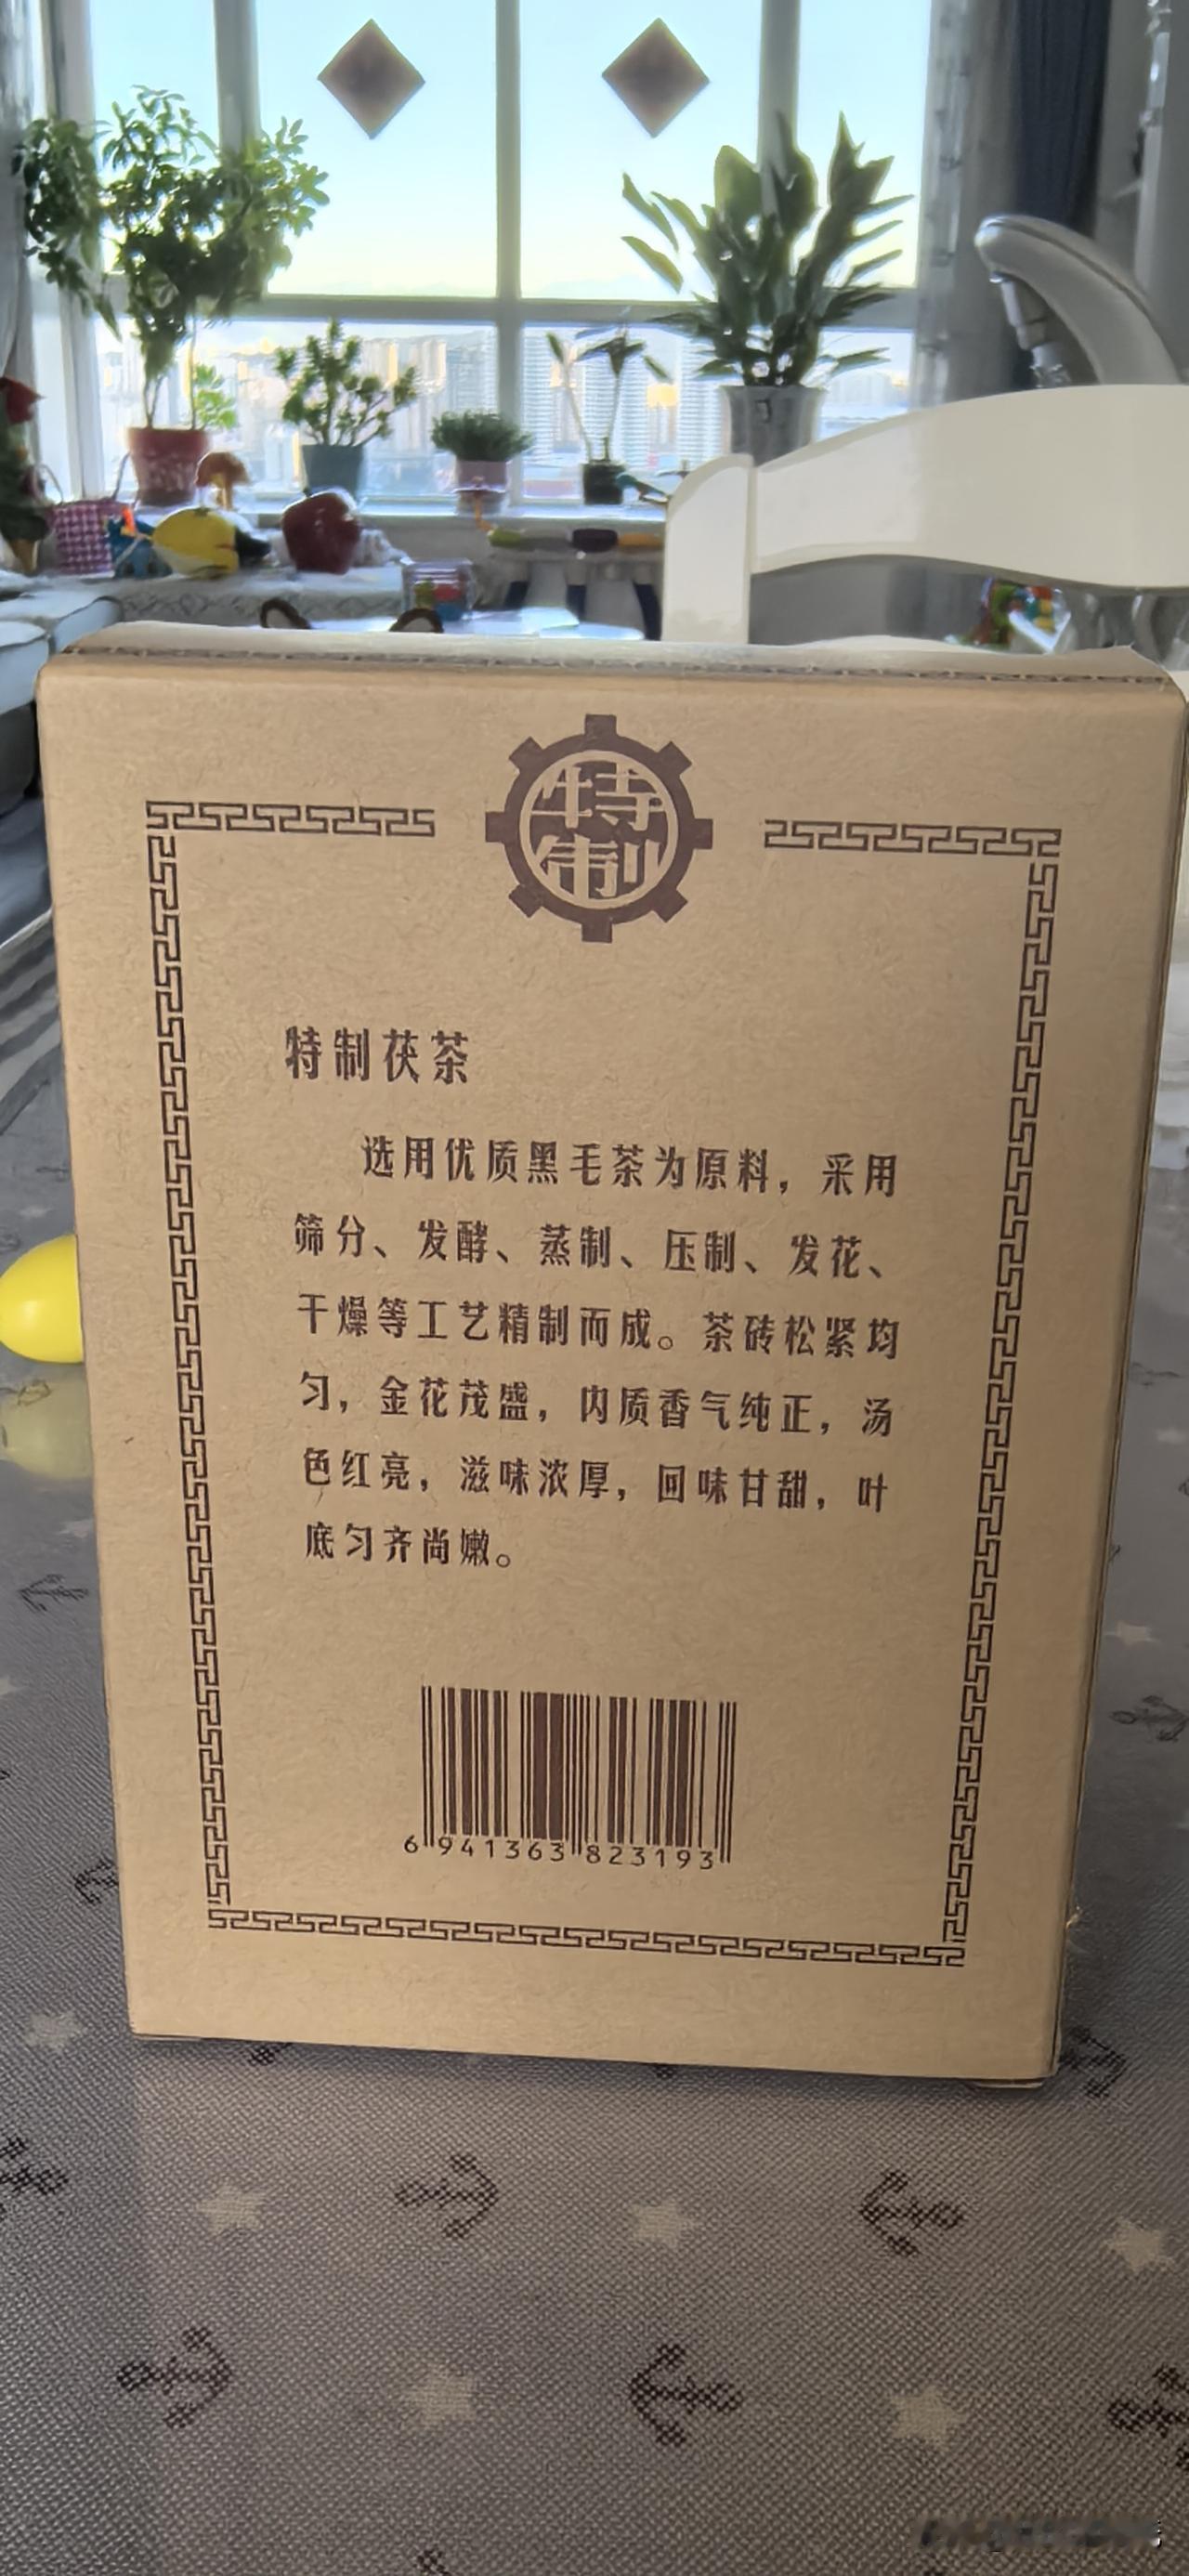 特
制
特制茯茶
选用优质黑毛茶为原料，采用
筛分、发酵、蒸制、压制、发花、
干燥等工艺精制而成。茶砖松紧均
匀，金花茂盛，内质香气纯正，汤
色红亮，滋味浓厚，回味甘甜，叶
底匀齐尚嫩。
6 941363 823193